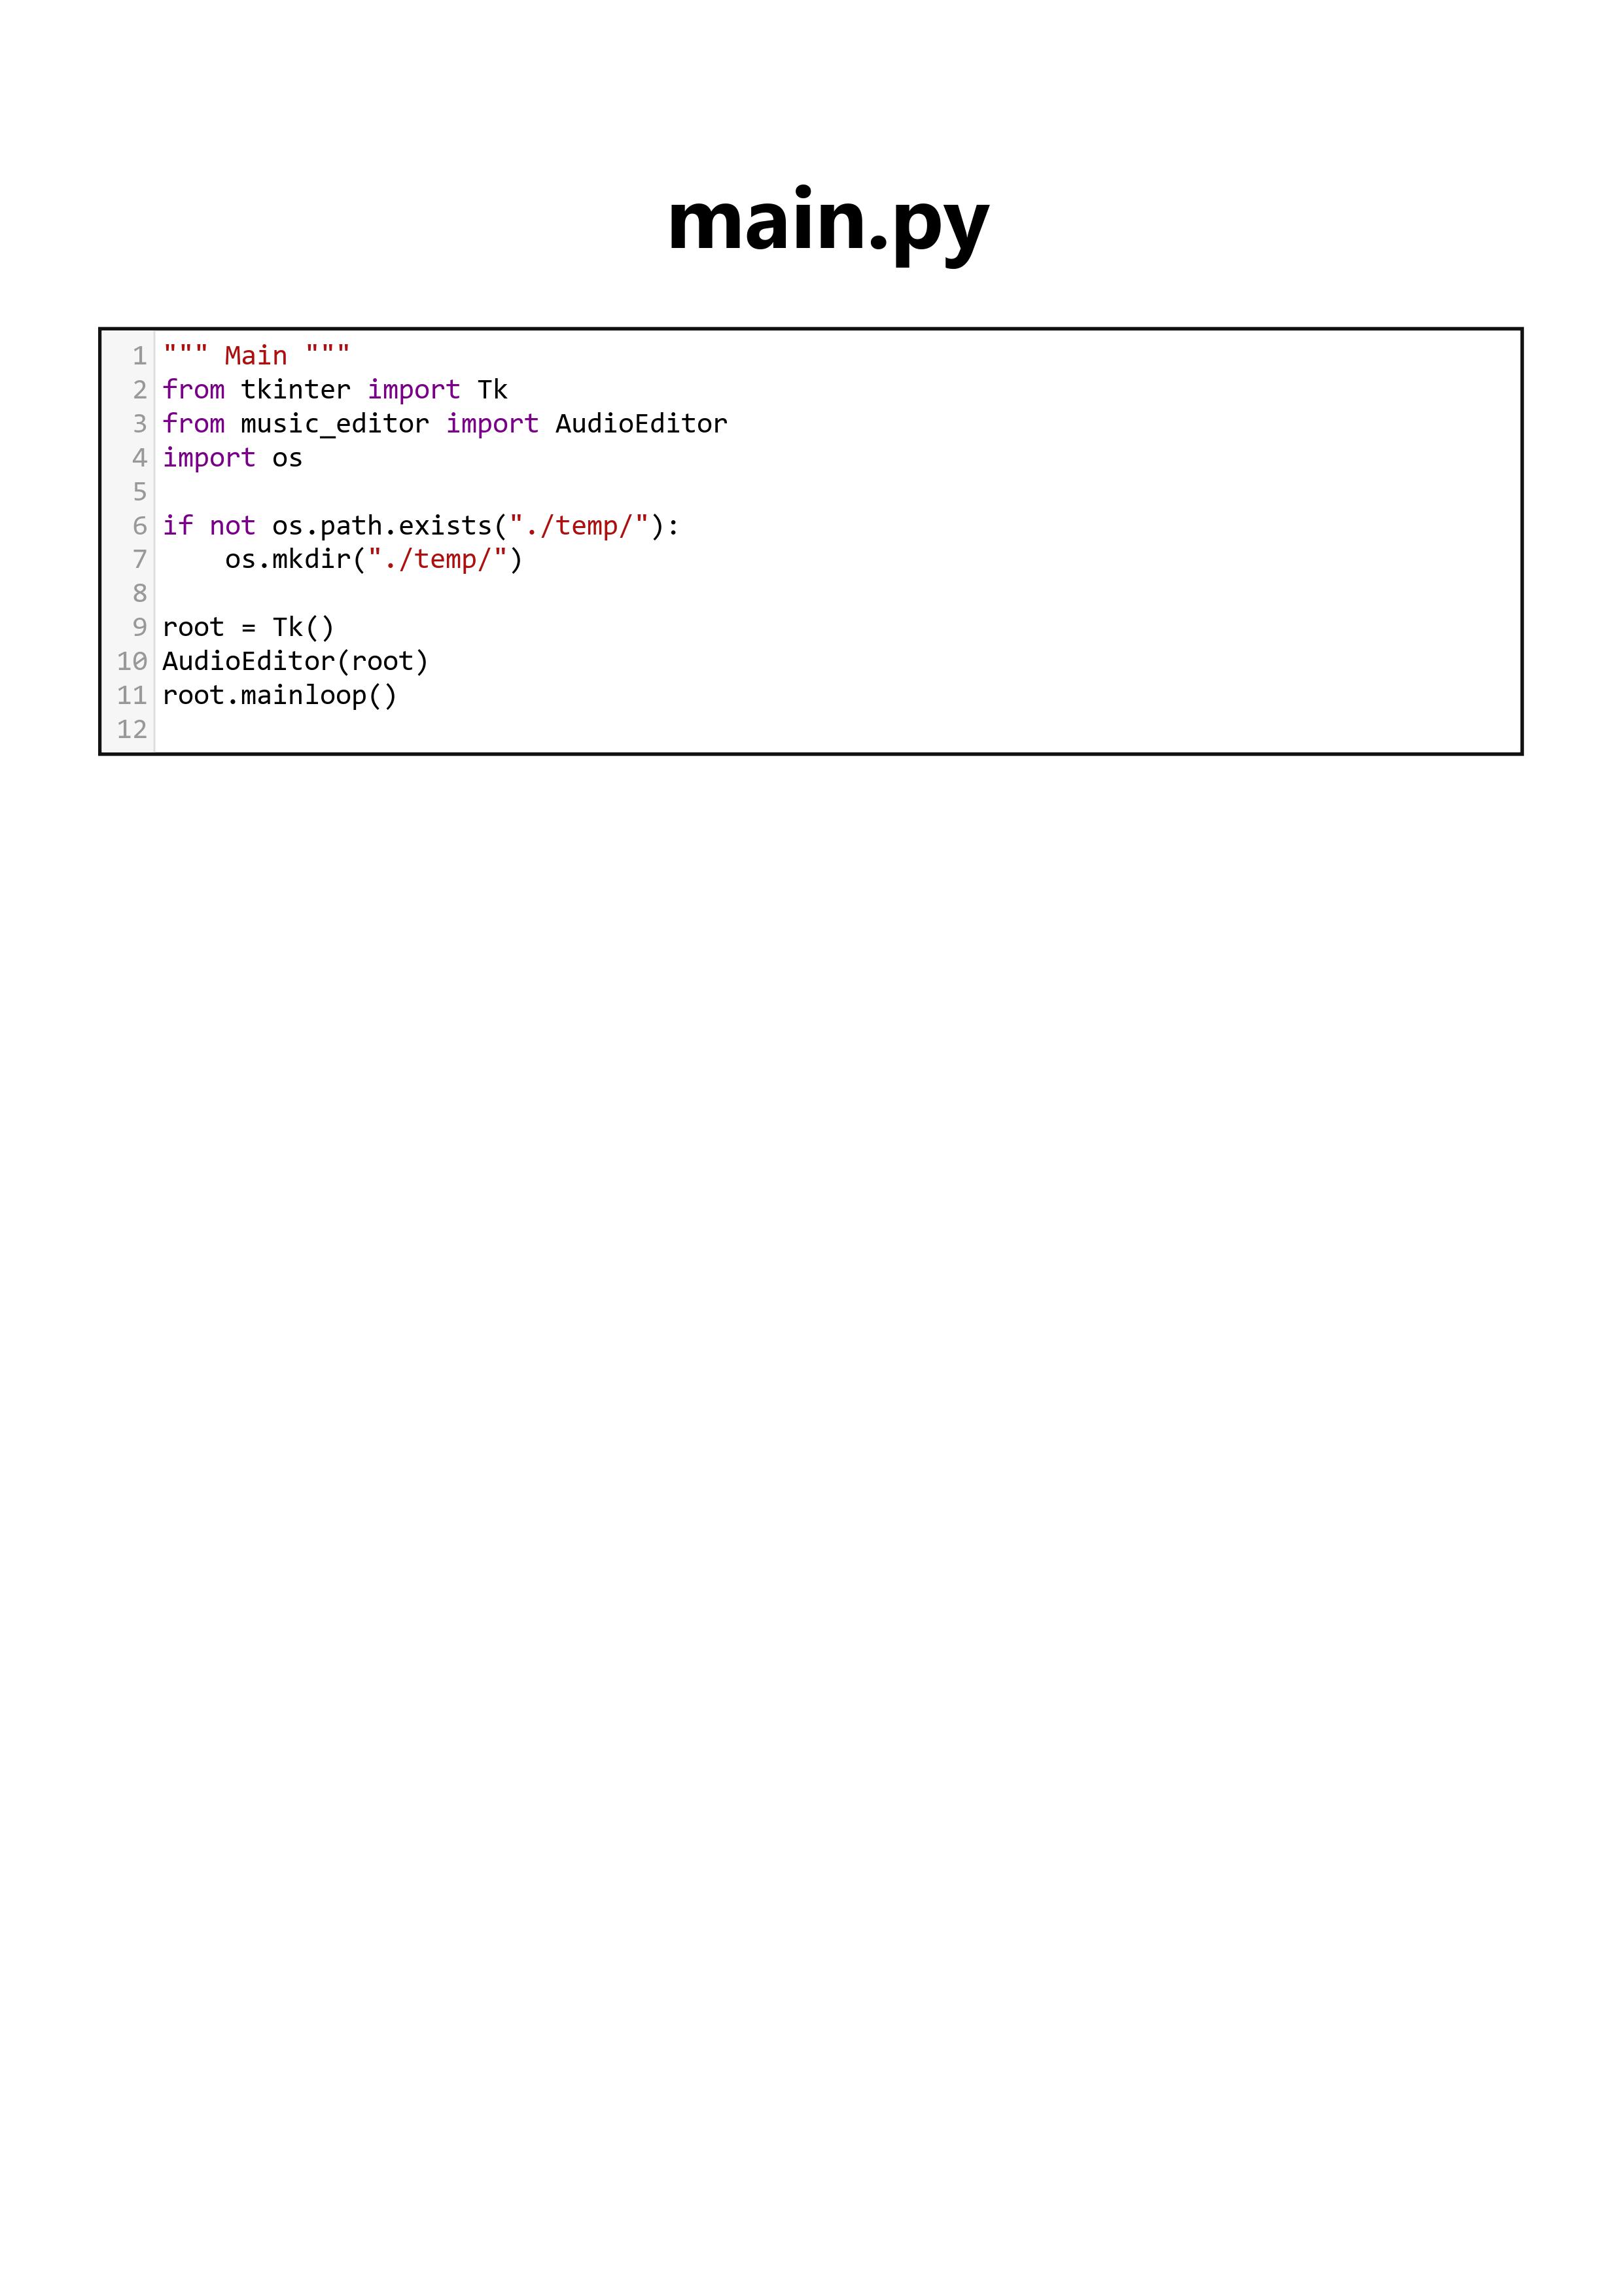 main.py
1 """ Main """
2 from tkinter import Tk
3 from music_editor import AudioEditor
4 import os
5
6 if not os.path.exists("./temp/"):
7     os.mkdir("./temp/")
8
9 root = Tk()
10 AudioEditor(root)
11 root.mainloop()
12